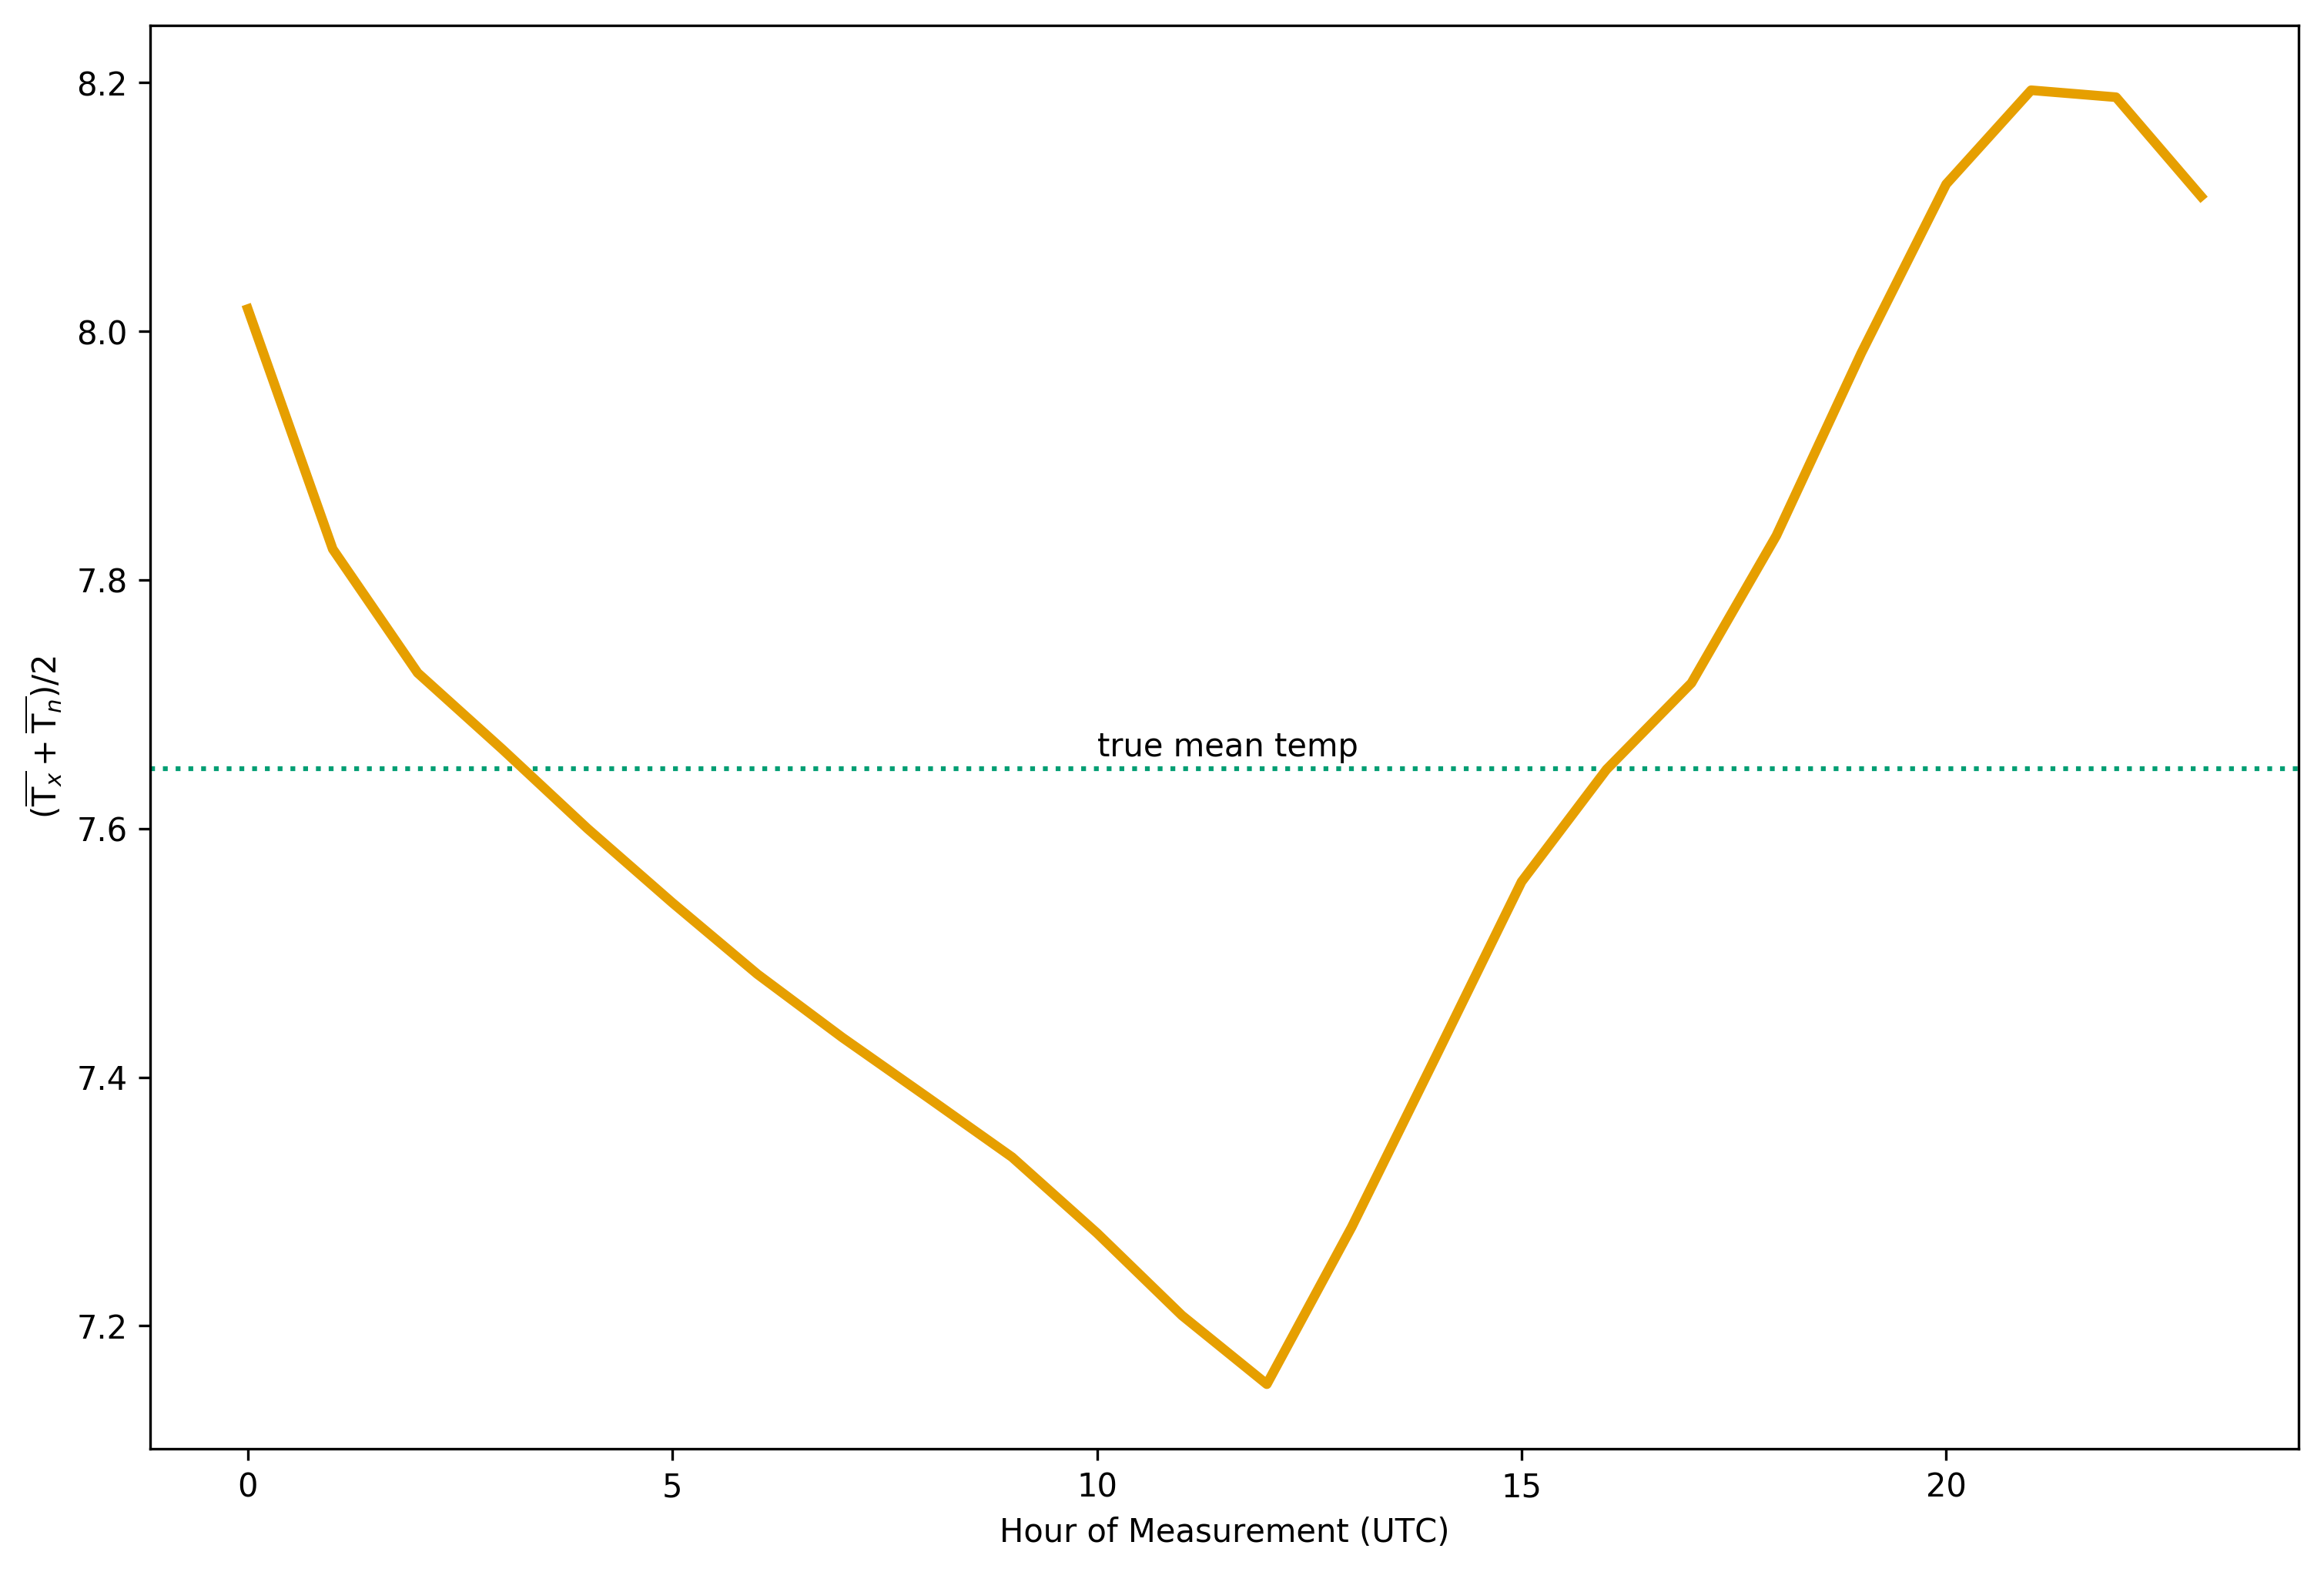 8.2
8.0
7.8
7.6
7.4
7.2
(T̅ₓ + T̅ₙ)/2
true mean temp
0 5 10 15 20
Hour of Measurement (UTC)